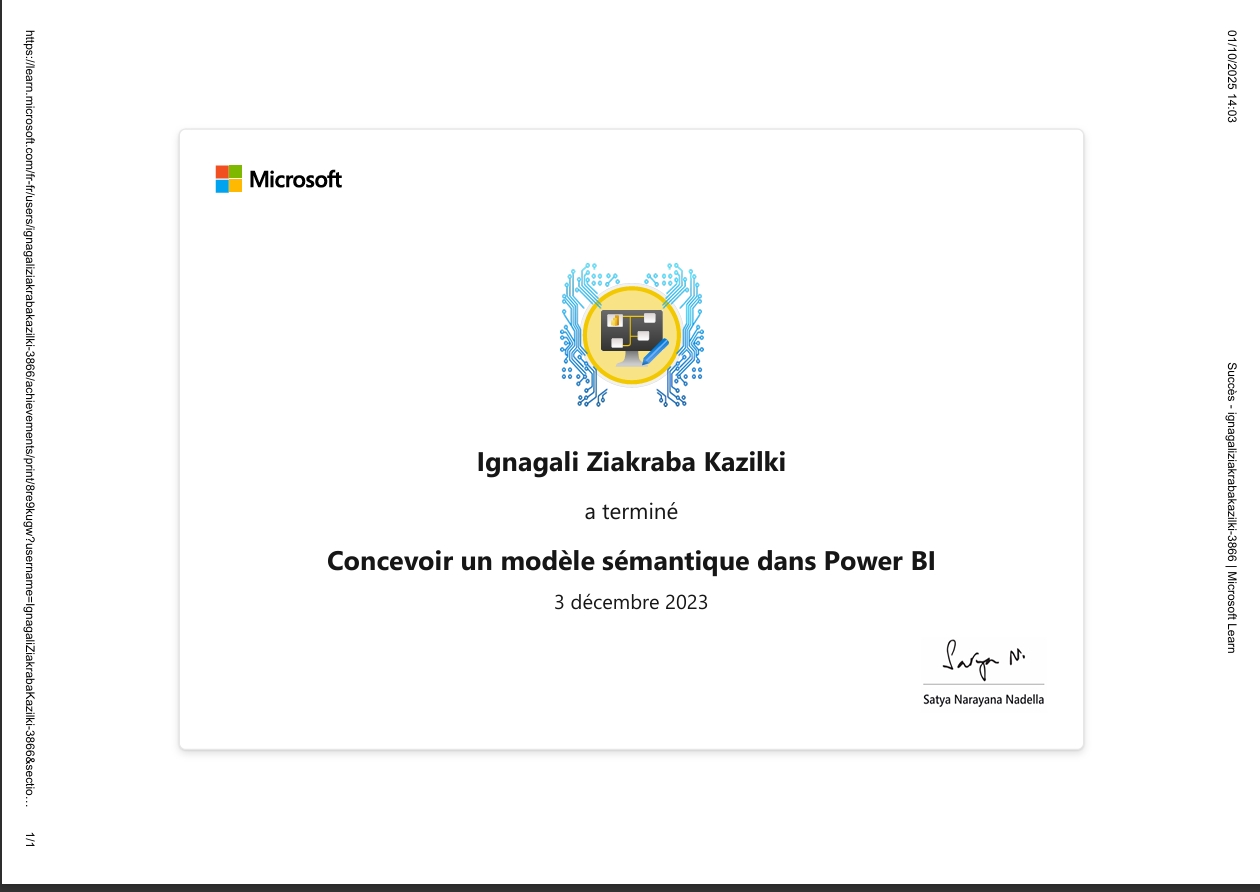 01/10/2025 14:03
Succès - ignagaliziakrabakazilki-3866 | Microsoft Learn
Microsoft
Ignagali Ziakraba Kazilki
a terminé
Concevoir un modèle sémantique dans Power BI
3 décembre 2023
Satya N.
Satya Narayana Nadella
https://learn.microsoft.com/fr-fr/users/ignagaliziakrabakazilki-3866/achievements/print/8re9kugw?username=IgnagaliZiakrabaKazilki-3866&sectio…
1/1